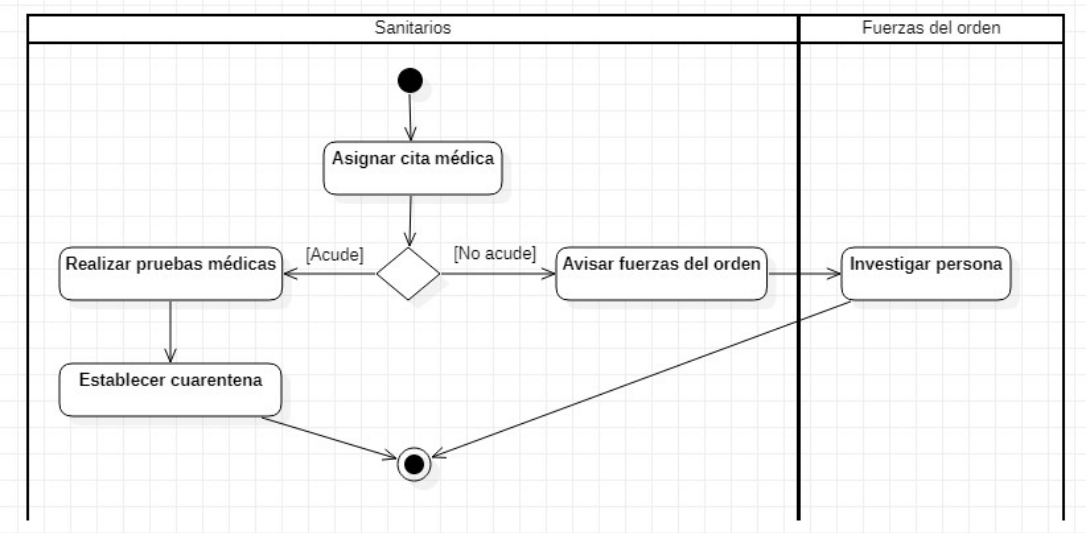 Sanitarios
Fuerzas del orden
Asignar cita médica
[Acude]
[No acude]
Realizar pruebas médicas
Avisar fuerzas del orden
Investigar persona
Establecer cuarentena